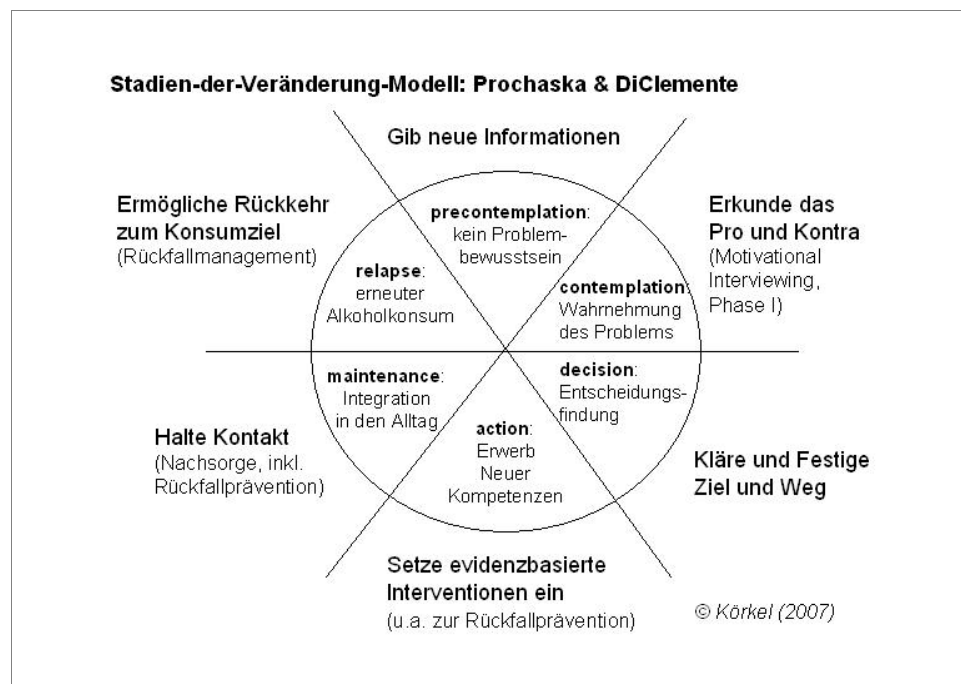 Stadien-der-Veränderung-Modell: Prochaska & DiClemente
Gib neue Informationen
precontemplation:
kein Problem-
bewusstsein
Erkunde das
Pro und Kontra
(Motivational
Interviewing,
Phase I)
contemplation:
Wahrnehmung
des Problems
decision:
Entscheidungs-
findung
Kläre und Festige
Ziel und Weg
action:
Erwerb
Neuer
Kompetenzen
Setze evidenzbasierte
Interventionen ein
(u.a. zur Rückfallprävention)
maintenance:
Integration
in den Alltag
Halte Kontakt
(Nachsorge, inkl.
Rückfallprävention)
relapse:
erneuter
Alkoholkonsum
Ermögliche Rückkehr
zum Konsumziel
(Rückfallmanagement)
© Körkel (2007)